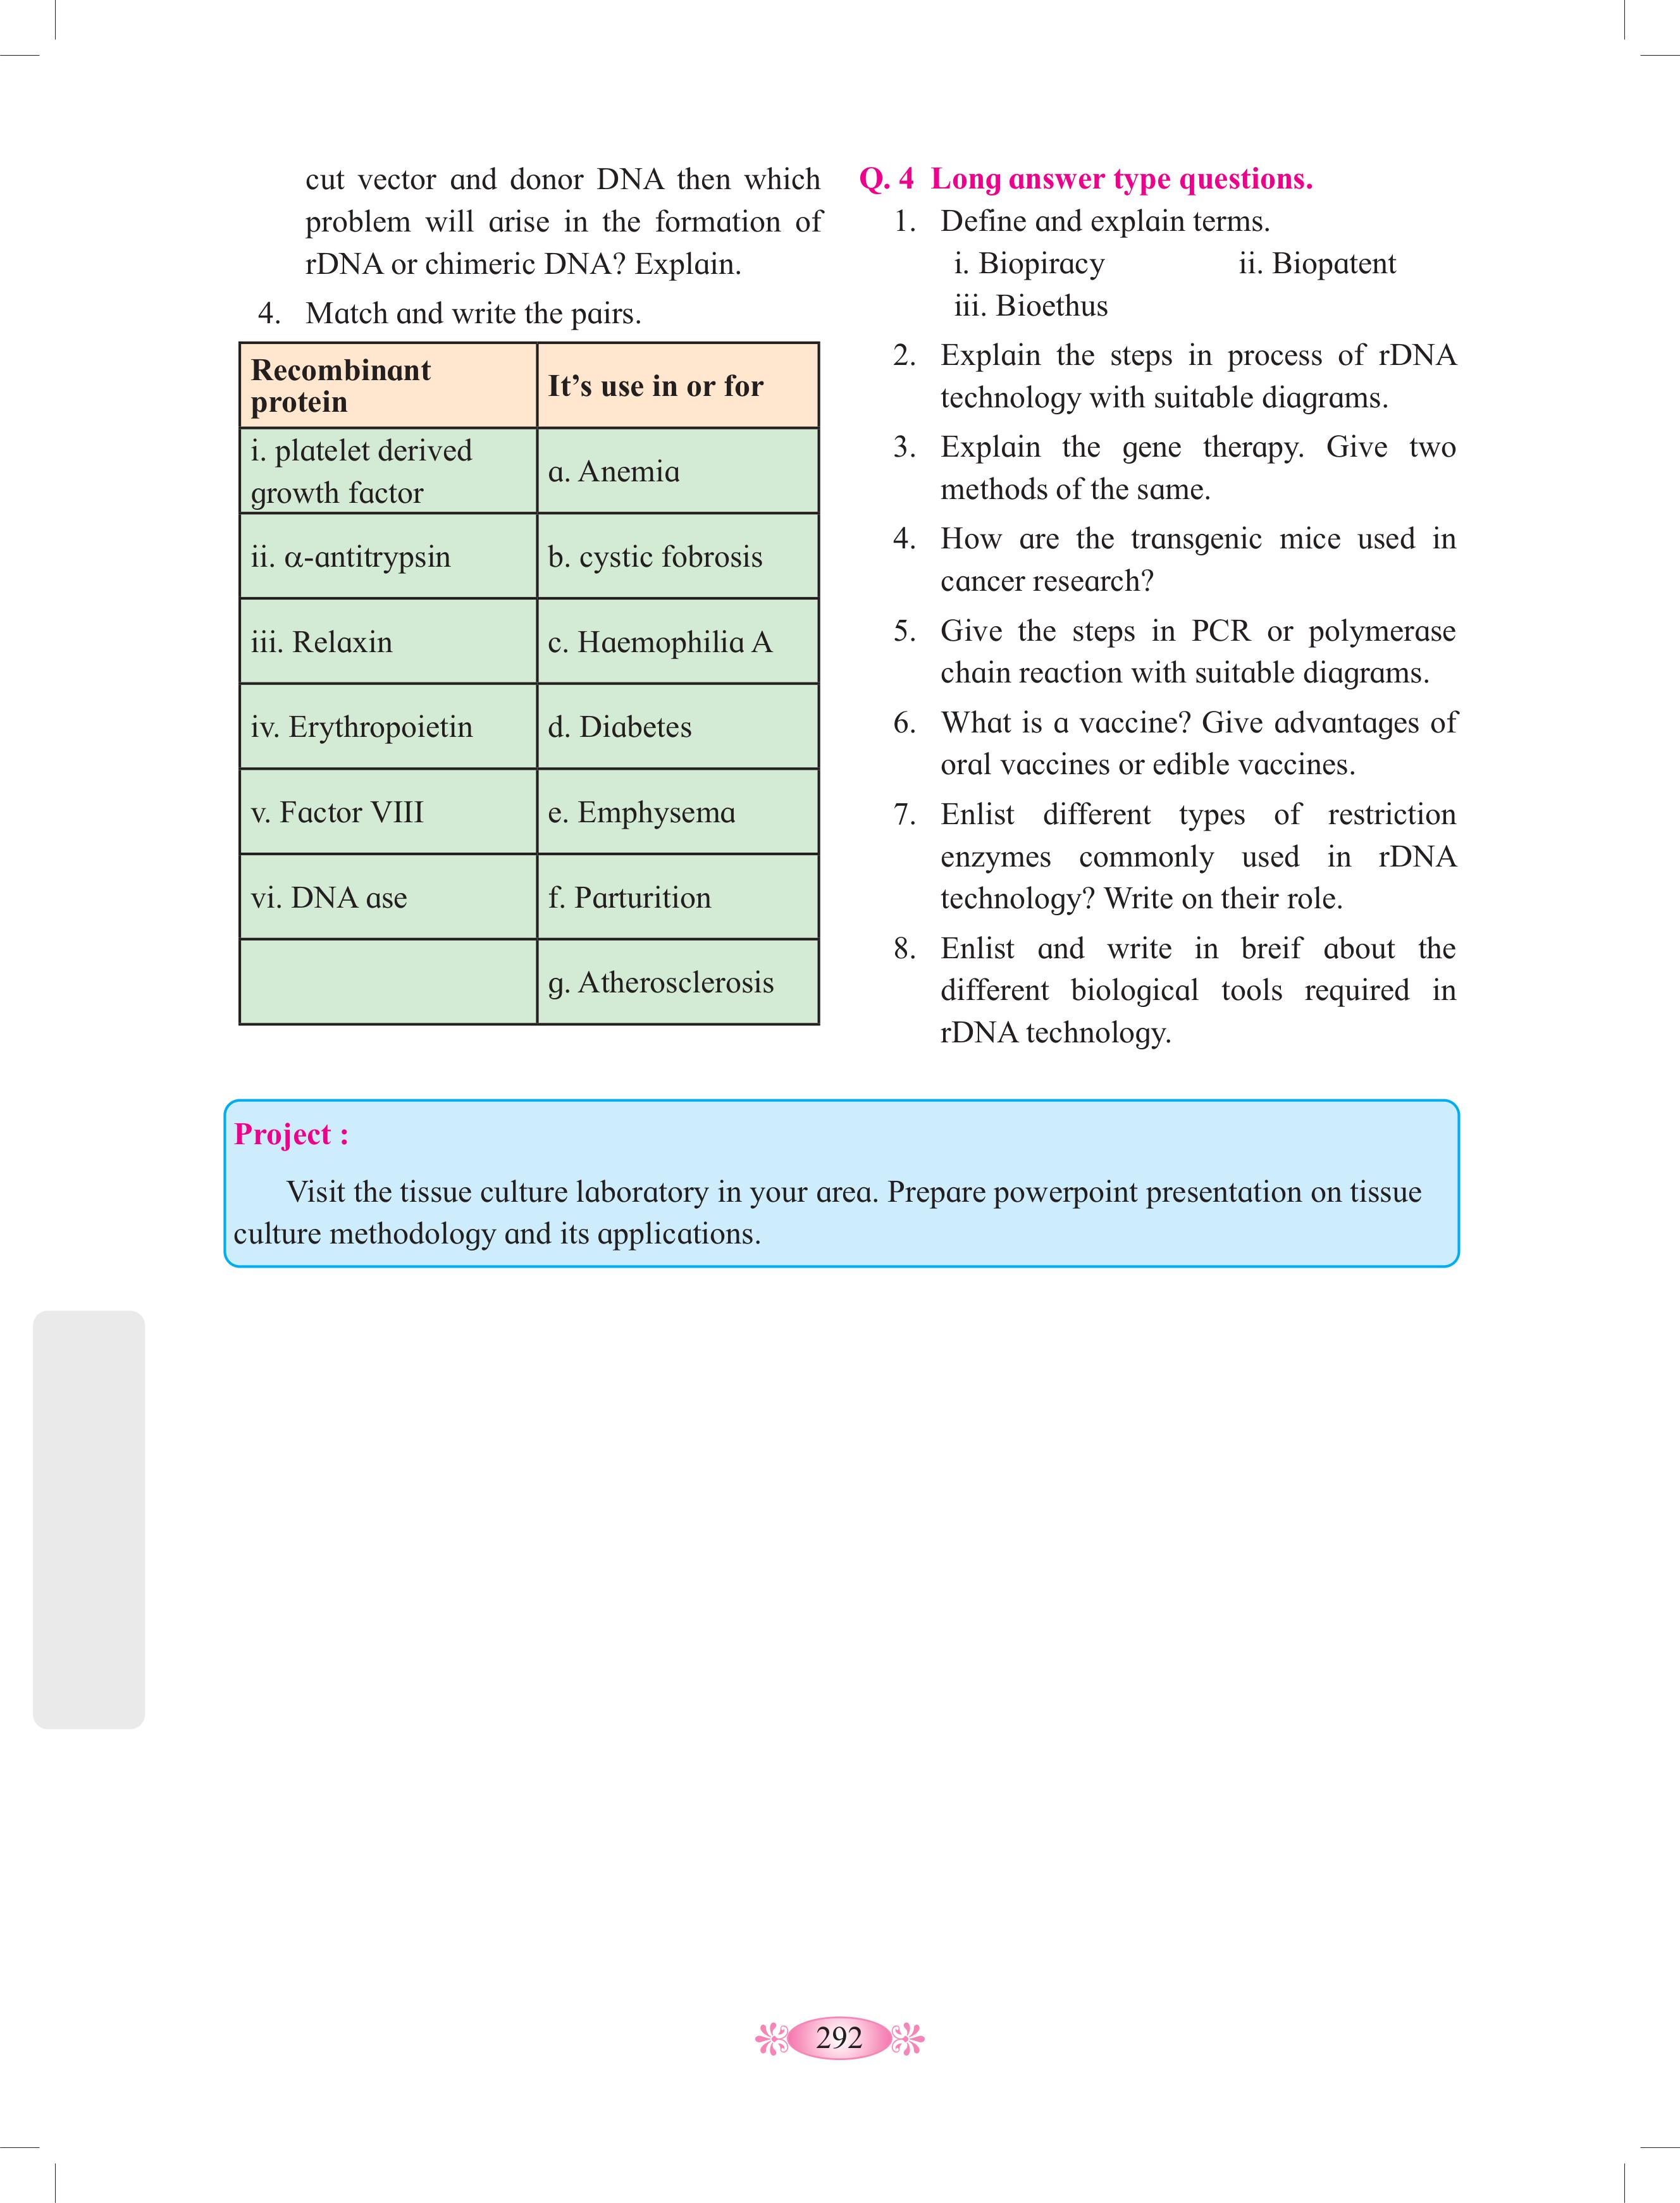 cut vector and donor DNA then which
problem will arise in the formation of
rDNA or chimeric DNA? Explain.
4. Match and write the pairs.
Recombinant protein It’s use in or for
i. platelet derived growth factor a. Anemia
ii. α-antitrypsin b. cystic fobrosis
iii. Relaxin c. Haemophilia A
iv. Erythropoietin d. Diabetes
v. Factor VIII e. Emphysema
vi. DNA ase f. Parturition
g. Atherosclerosis
Q. 4 Long answer type questions.
1. Define and explain terms.
i. Biopiracy ii. Biopatent
iii. Bioethus
2. Explain the steps in process of rDNA
technology with suitable diagrams.
3. Explain the gene therapy. Give two
methods of the same.
4. How are the transgenic mice used in
cancer research?
5. Give the steps in PCR or polymerase
chain reaction with suitable diagrams.
6. What is a vaccine? Give advantages of
oral vaccines or edible vaccines.
7. Enlist different types of restriction
enzymes commonly used in rDNA
technology? Write on their role.
8. Enlist and write in breif about the
different biological tools required in
rDNA technology.
Project :
Visit the tissue culture laboratory in your area. Prepare powerpoint presentation on tissue
culture methodology and its applications.
292